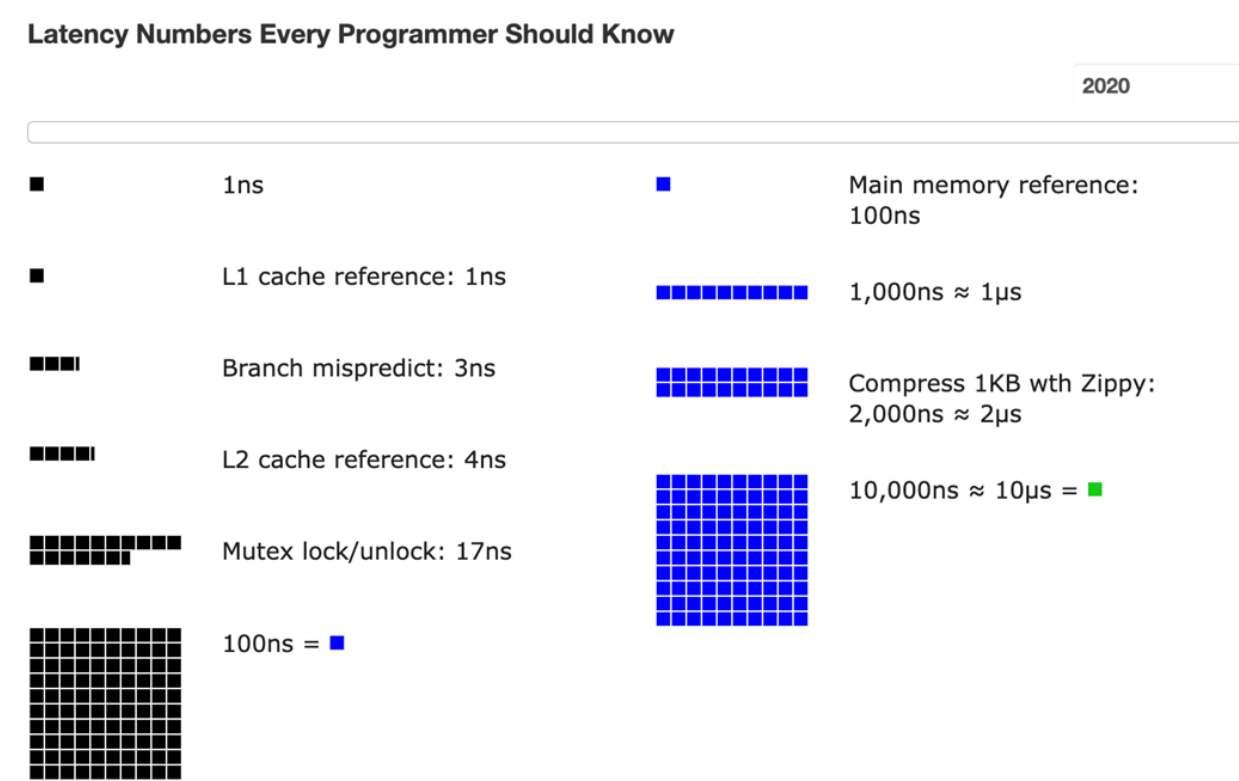 Latency Numbers Every Programmer Should Know
2020
1ns
L1 cache reference: 1ns
Branch mispredict: 3ns
L2 cache reference: 4ns
Mutex lock/unlock: 17ns
100ns =
Main memory reference:
100ns
1,000ns ≈ 1μs
Compress 1KB wth Zippy:
2,000ns ≈ 2μs
10,000ns ≈ 10μs =